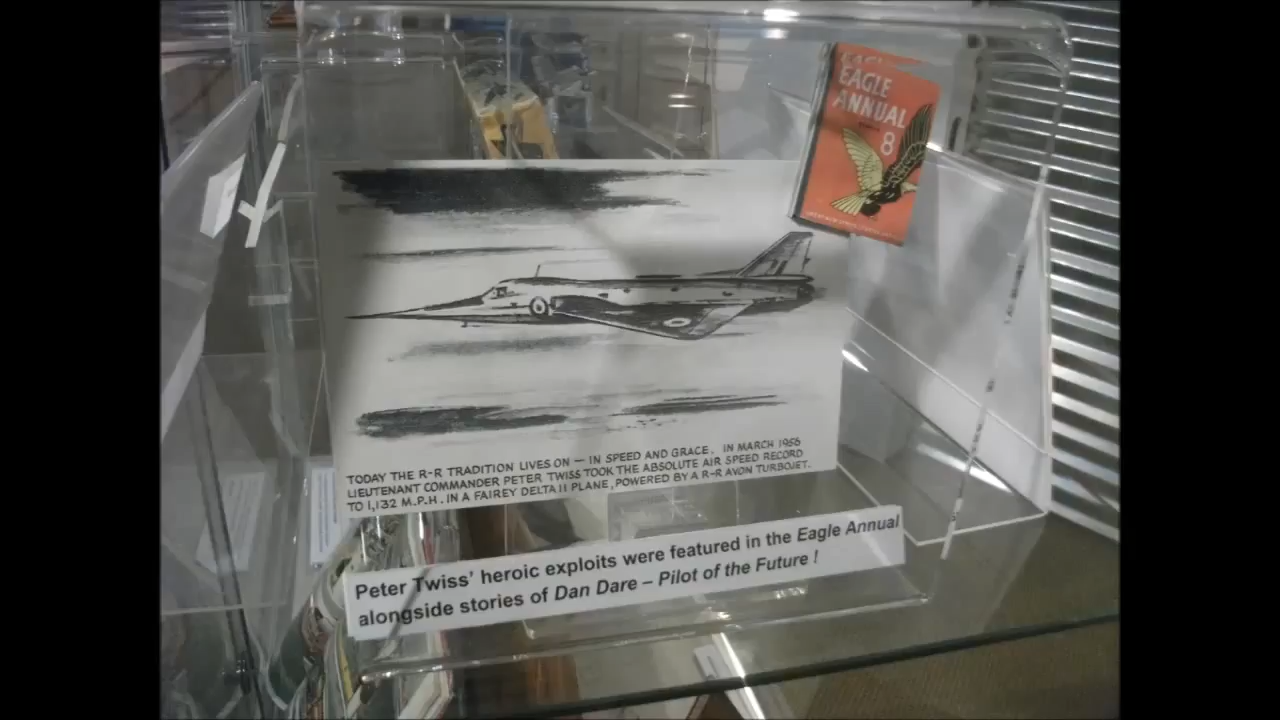 EAGLE
ANNUAL
8
TODAY THE R-R TRADITION LIVES ON — IN SPEED AND GRACE. IN MARCH 1956
LIEUTENANT COMMANDER PETER TWISS TOOK THE ABSOLUTE AIR SPEED RECORD
TO 1,132 M.P.H. IN A FAIREY DELTA II PLANE, POWERED BY A R-R AVON TURBOJET.
Peter Twiss' heroic exploits were featured in the Eagle Annual
alongside stories of Dan Dare – Pilot of the Future !